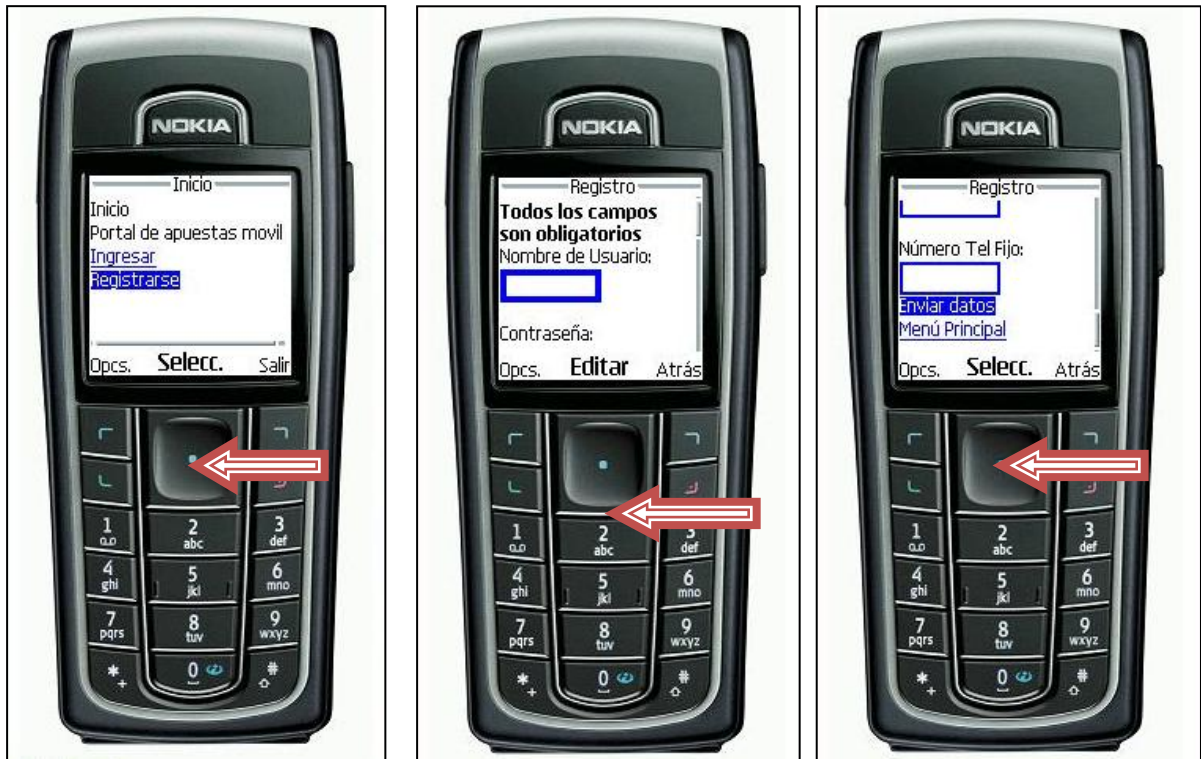 NOKIA
Inicio
Inicio
Portal de apuestas movil
Ingresar
Registrarse
Opcs. Selecc. Salir
1
2 abc
3 def
4 ghi
5 jkl
6 mno
7 pqrs
8 tuv
9 wxyz
* +
0
#
NOKIA
Registro
Todos los campos
son obligatorios
Nombre de Usuario:
Contraseña:
Opcs. Editar Atrás
1
2 abc
3 def
4 ghi
5 jkl
6 mno
7 pqrs
8 tuv
9 wxyz
* +
0
#
NOKIA
Registro
Número Tel Fijo:
Enviar datos
Menú Principal
Opcs. Selecc. Atrás
1
2 abc
3 def
4 ghi
5 jkl
6 mno
7 pqrs
8 tuv
9 wxyz
* +
0
#